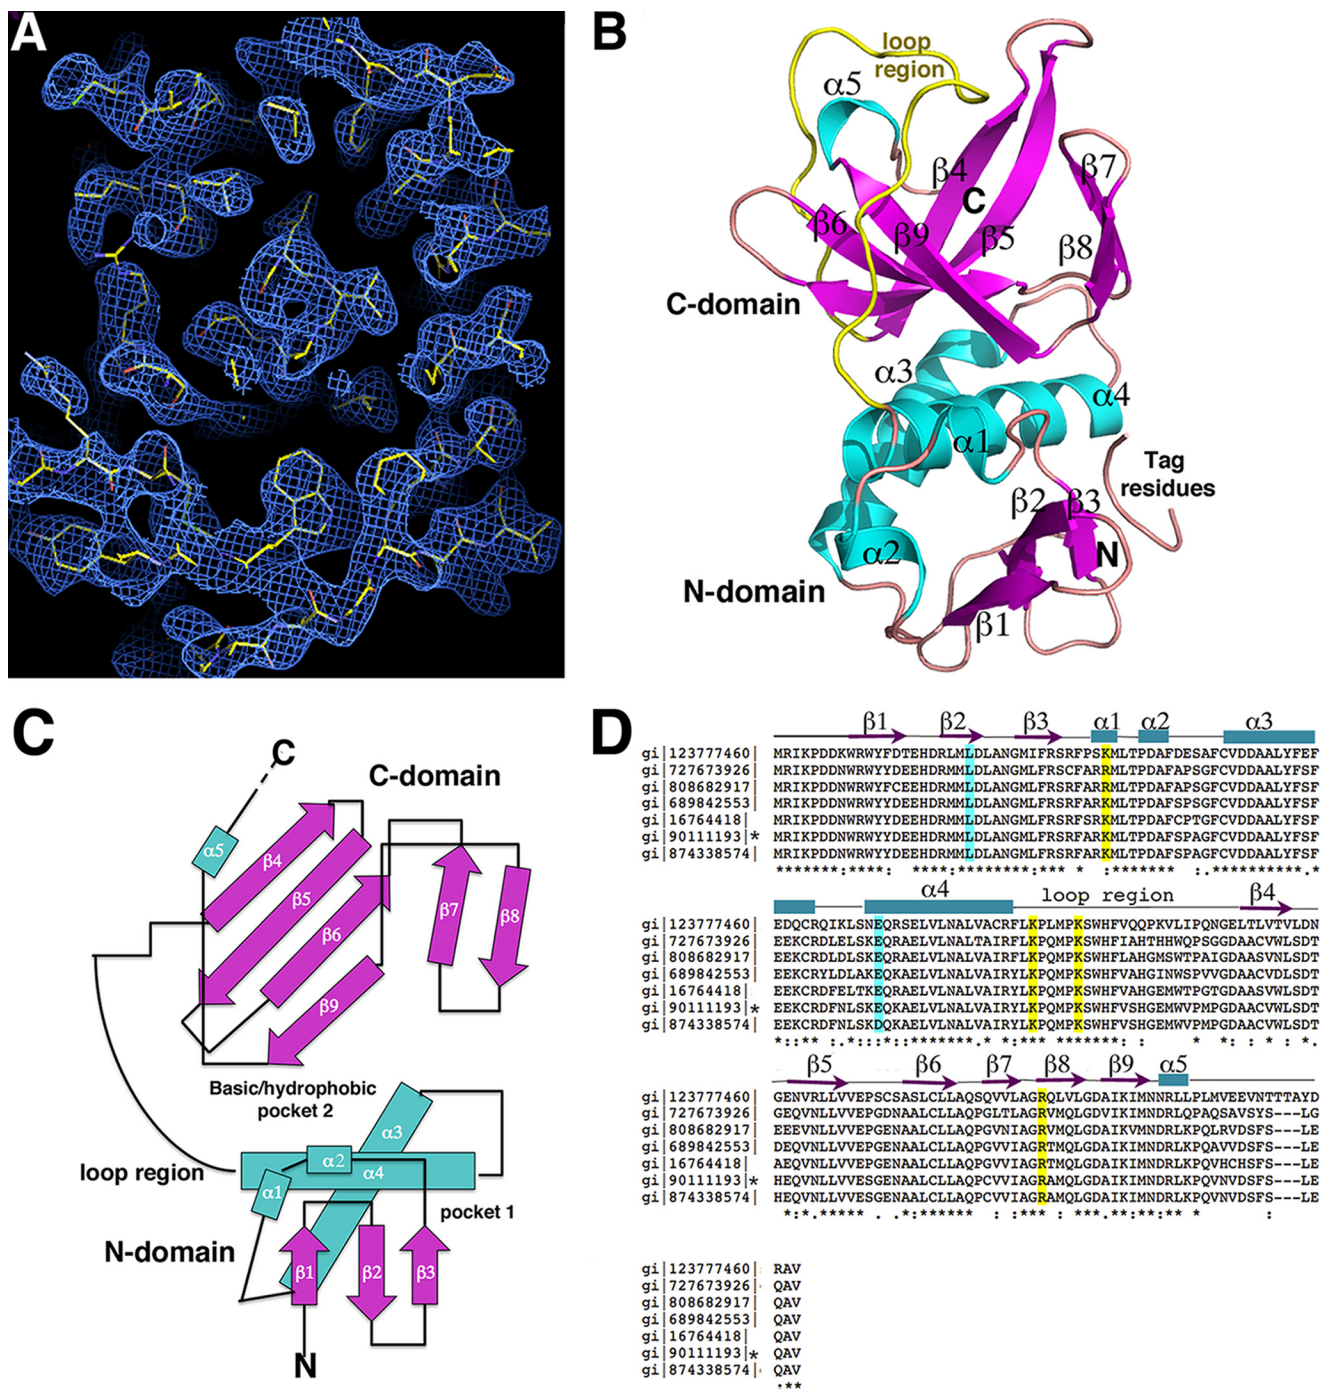 A
B
loop
region
α5
β4
C
β7
β6
β9
β5
β8
C-domain
α3
α4
α1
Tag
residues
β2
β3
α2
N
N-domain
β1
C
C
C-domain
α5
β4
β5
β6
β7
β8
β9
Basic/hydrophobic
pocket 2
α3
loop region
α2
α4
α1
pocket 1
N-domain
β1
β2
β3
N
D
β1 β2 β3 α1 α2 α3
gi|123777460| MRIKPDDKWRWYFDTEHDRLMLDLANGMIFRSRFPSKMLTPDAFDESAFCVDDAALYFEF
gi|727673926| MRIKPDDNWRWYYDEEHDRMMLDLANGMLFRSCFARRMLTPDAFAPSGFCVDDAALYFSF
gi|808682917| MRIKPDDNWRWYFCEEHDRMMLDLANGMLFRSRFARRMLTPDAFAPSGFCVDDAALYFSF
gi|689842553| MRIKPDDNWRWYYDEEHDRMMLDLANGMLFRSRFARKMLTPDAFAPSGFCVDDAALYFSF
gi|16764418| MRIKPDDNWRWYYDEEHDRMMLDLANGMLFRSRFSRKMLTPDAFCPTGFCVDDAALYFSF
gi|90111193|* MRIKPDDNWRWYYDEEHDRMMLDLANGMLFRSRFARKMLTPDAFSPAGFCVDDAALYFSF
gi|874338574| MRIKPDDNWRWYYDEEHDRMMLDLANGMLFRSRFARKMLTPDAFSPAGFCVDDAALYFSF
α4 loop region β4
gi|123777460| EDQCRQIKLSNEQRSELVLNALVACRFLKPLMPKSWHFVQQPKVLIPQNGELTLVTVLDN
gi|727673926| EEKCRDLELSKEQRAELVLNALVAIRYLKPQMPKSWHFIAHTHHWQPSGGDAACVWLSDT
gi|808682917| EEKCRDLDLSKEQRAELVLNALVAIRFLKPQMPKSWHFLAHGMSWTPAIGDAASVNLSDT
gi|689842553| EEKCRYLDLAKEQKAELVLNALVAIRFLKPQMPKSWHFVAHGINWSPVVGDAACVDLSDT
gi|16764418| EEKCRDFELTKEQRAELVLNALVAIRYLKPQMPKSWHFVAHGEMWTPMPGDAACVWLSDT
gi|90111193|* EEKCRDFNLSKEQKAELVLNALVAIRYLKPQMPKSWHFVSHGEMWVPMPGDAACVWLSDT
gi|874338574| EEKCRDFNLSKDQKAELVLNALVAIRYLKPQMPKSWHFVSHGEMWVPMPGDAACVWLSDT
β5 β6 β7 β8 β9 α5
gi|123777460| GENVRLLVVEPSCSASLCLLAQSQVVLAGRQLVLGDAIKIMNNRLLPLMVEEVNTTTAYD
gi|727673926| GEQVNLLVVEPGENAALCLLAQPGLTLAGRVMQLGDAIKIMNDRLQPAQSAVSYS---LG
gi|808682917| EEEVNLLVVEPGENAALCLLAQPGVNIAGRVMQLGDAIKVMNDRLKPQLRVDSFS---LE
gi|689842553| DEQVNLLVVEPGENAALCLLAQPGVVIAGRTMQLGDAIKIMNDRLKPQAVVDSFS---LE
gi|16764418| AEQVNLLVVEPGENAALCLLAQPGVVIAGRTMQLGDAIKIMNDRLKPQVHCHSFS---LE
gi|90111193|* HEQVNLLVVESGENAALCLLAQPCVVIAGRAMQLGDAIKIMNDRLKPQVNVDSFS---LE
gi|874338574| HEQVNLLVVESGENAALCLLAQPCVVIAGRAMQLGDAIKIMNDRLKPQVNVDSFS---LE
gi|123777460| RAV
gi|727673926| QAV
gi|808682917| QAV
gi|689842553| QAV
gi|16764418| QAV
gi|90111193|* QAV
gi|874338574| QAV
:**